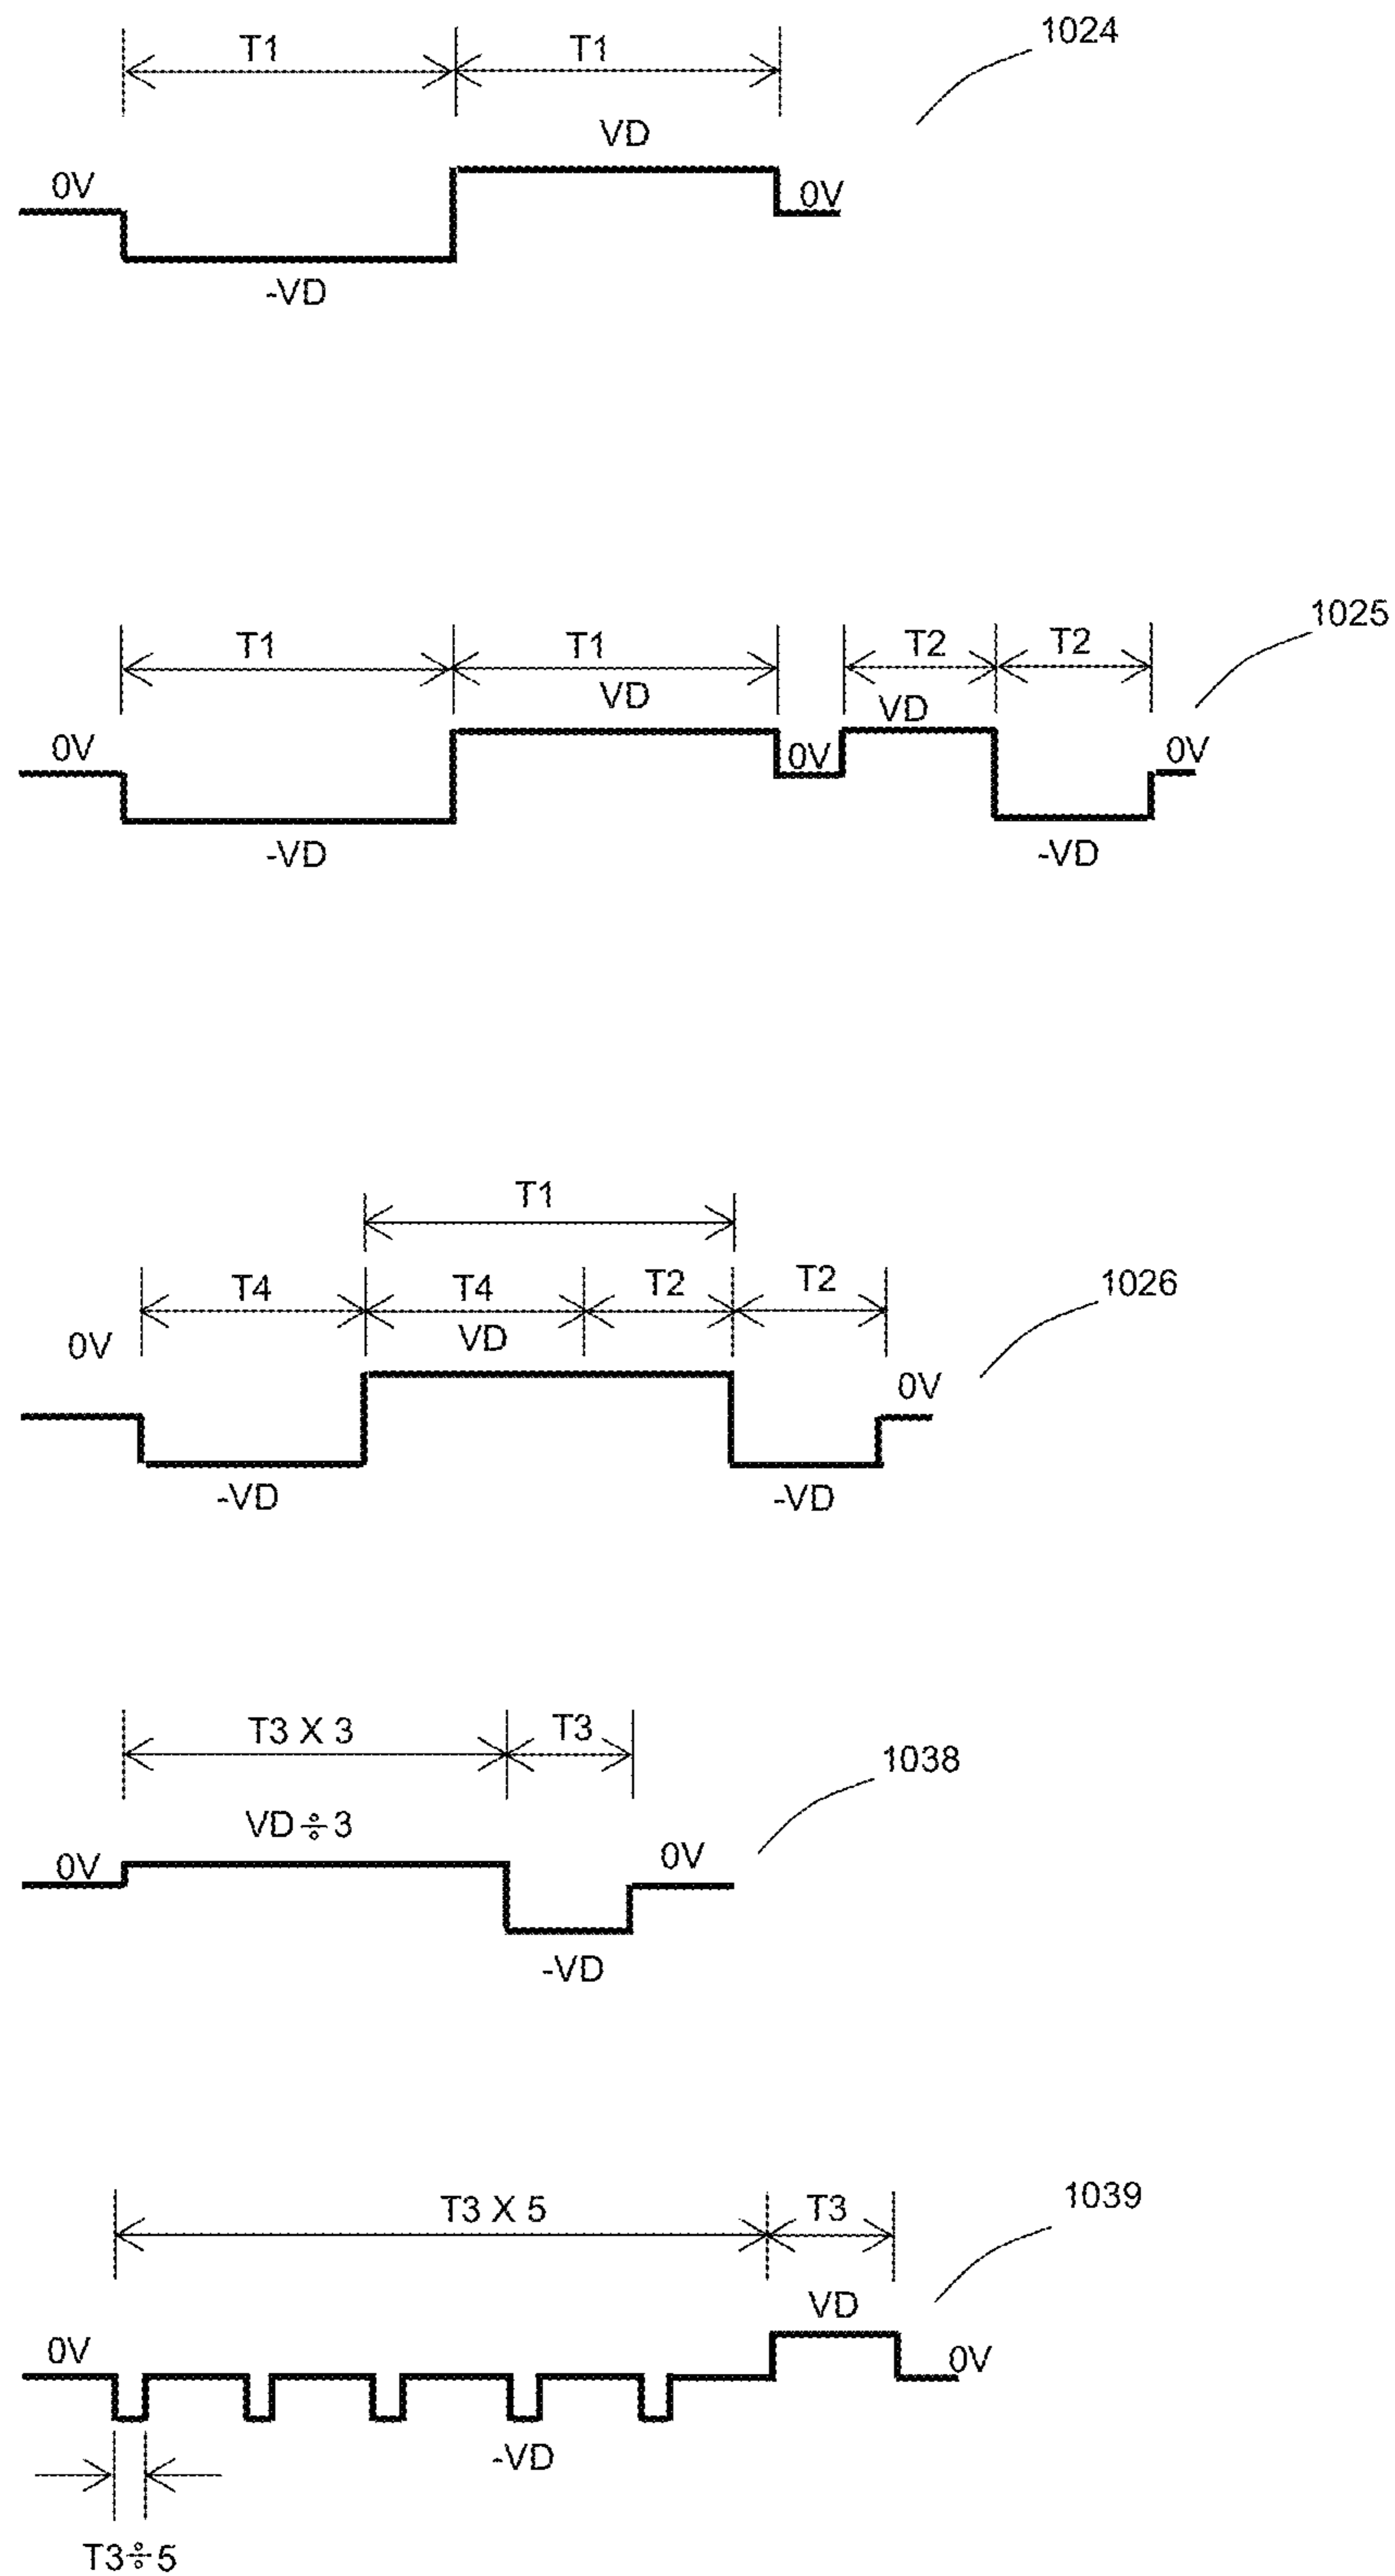 T1 T1 1024
VD
0V 0V
-VD
T1 T1 T2 T2 1025
VD VD
0V 0V 0V
-VD -VD
T1
T4 T4 T2 T2 1026
0V VD
0V
-VD -VD
T3 X 3 T3 1038
VD÷3
0V 0V
-VD
T3 X 5 T3 1039
VD
0V 0V
-VD
T3÷5